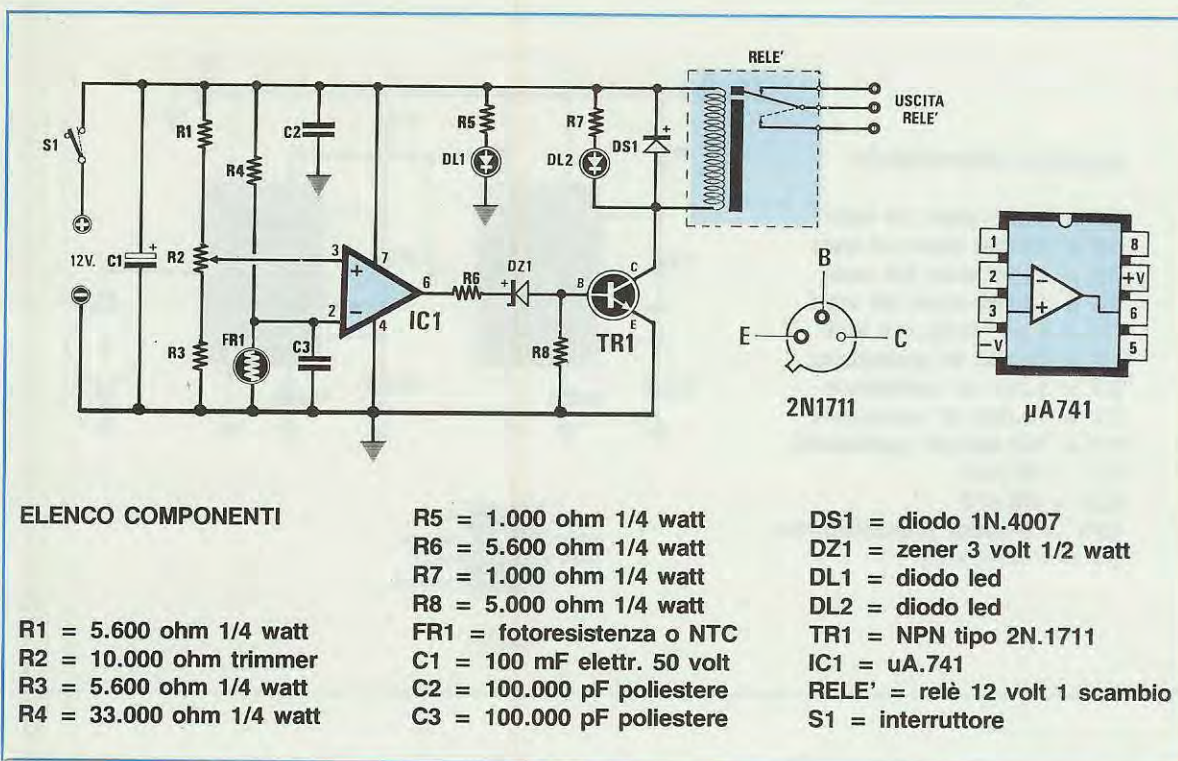 RELE'
USCITA
RELE'
S1
12V.
C1
+
R1
R2
R3
R4
FR1
C2
C3
3
+
7
2
−
4
6
IC1
R5
DL1
R6
+
DZ1
R7
DL2
DS1
+
R8
B
C
E
TR1
B
E
C
2N1711
1
2
3
−V
8
+V
6
5
−
+
µA741
ELENCO COMPONENTI
R1 = 5.600 ohm 1/4 watt
R2 = 10.000 ohm trimmer
R3 = 5.600 ohm 1/4 watt
R4 = 33.000 ohm 1/4 watt
R5 = 1.000 ohm 1/4 watt
R6 = 5.600 ohm 1/4 watt
R7 = 1.000 ohm 1/4 watt
R8 = 5.000 ohm 1/4 watt
FR1 = fotoresistenza o NTC
C1 = 100 mF elettr. 50 volt
C2 = 100.000 pF poliestere
C3 = 100.000 pF poliestere
DS1 = diodo 1N.4007
DZ1 = zener 3 volt 1/2 watt
DL1 = diodo led
DL2 = diodo led
TR1 = NPN tipo 2N.1711
IC1 = uA.741
RELE' = relè 12 volt 1 scambio
S1 = interruttore